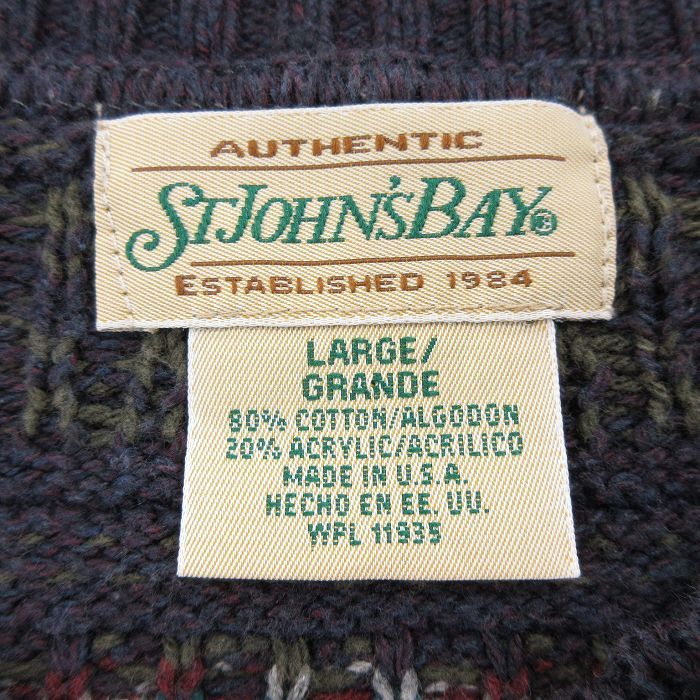 AUTHENTIC
ST. JOHN'S BAY®
ESTABLISHED 1984
LARGE/
GRANDE
80% COTTON/ALGODON
20% ACRYLIC/ACRILICO
MADE IN U.S.A.
HECHO EN EE. UU.
WPL 11935